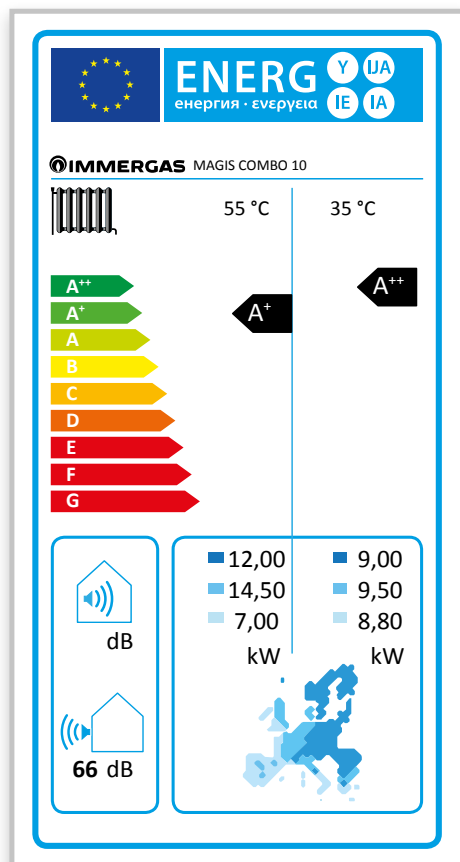 ENERG Y IJA
енергия · ενεργεια IE IA
IMMERGAS MAGIS COMBO 10
55 °C 35 °C
A++ A++
A+ A+
A
B
C
D
E
F
G
12,00 9,00
14,50 9,50
7,00 8,80
kW kW
dB
66 dB